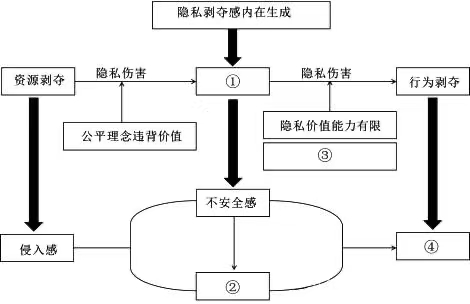 隐私剥夺感内在生成
资源剥夺
隐私伤害
①
隐私伤害
行为剥夺
公平理念违背价值
隐私价值能力有限
③
不安全感
侵入感
④
②